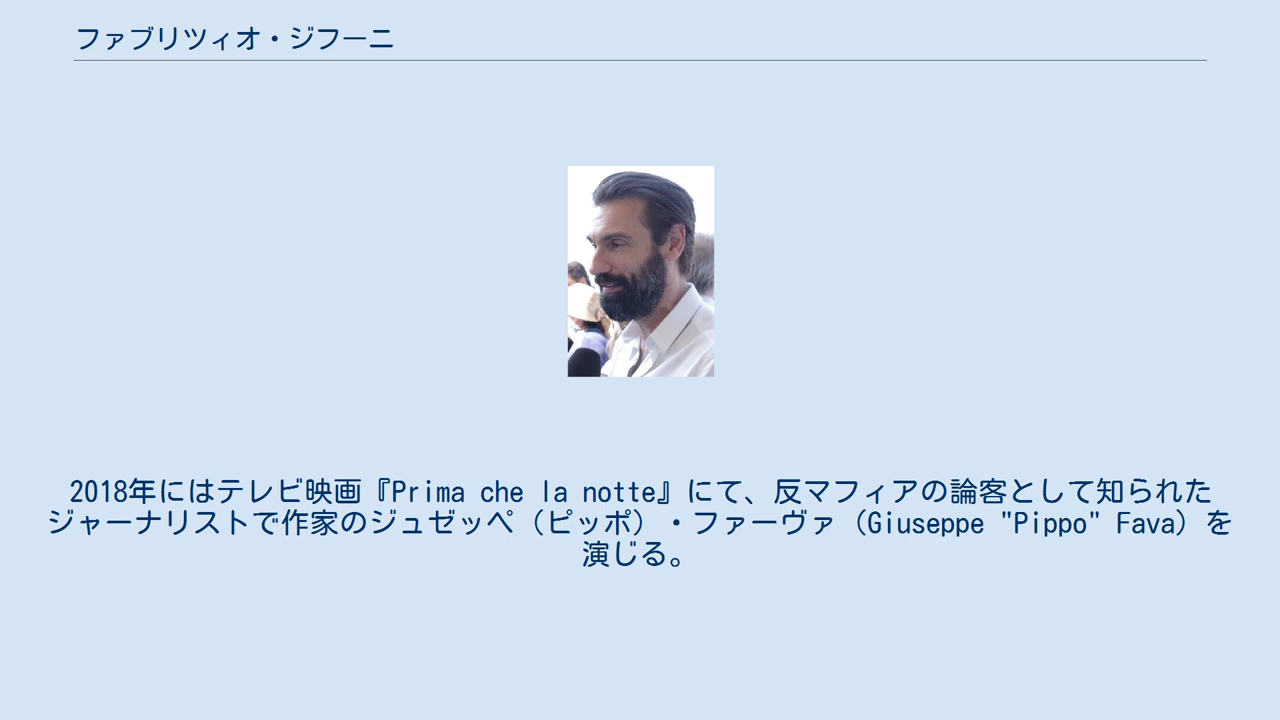 ファブリツィオ・ジフーニ
2018年にはテレビ映画『Prima che la notte』にて、反マフィアの論客として知られた
ジャーナリストで作家のジュゼッペ（ピッポ）・ファーヴァ（Giuseppe "Pippo" Fava）を
演じる。